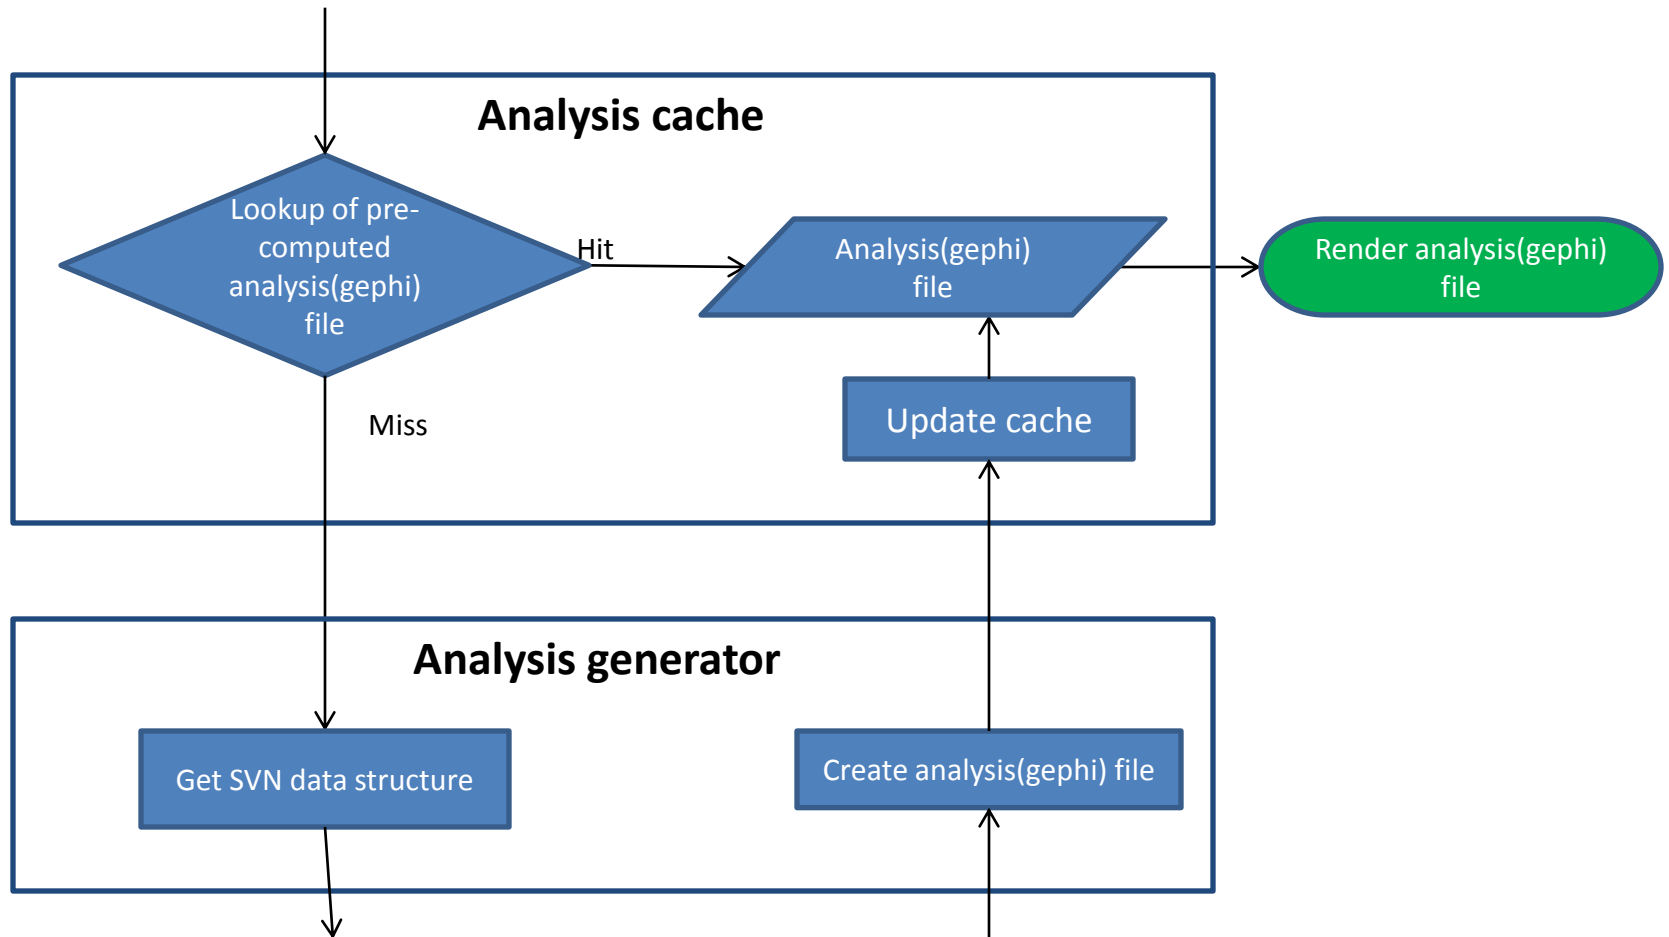 Analysis cache
Lookup of pre-
computed
analysis(gephi)
file
Hit
Analysis(gephi)
file
Render analysis(gephi)
file
Miss
Update cache
Analysis generator
Get SVN data structure
Create analysis(gephi) file